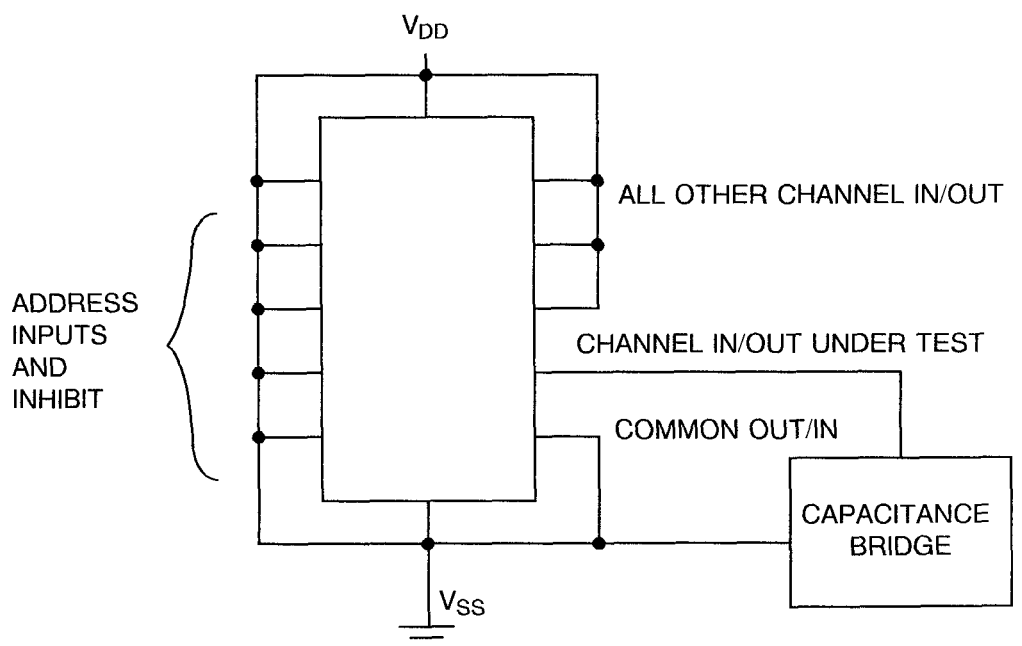 VDD
ALL OTHER CHANNEL IN/OUT
ADDRESS
INPUTS
AND
INHIBIT
CHANNEL IN/OUT UNDER TEST
COMMON OUT/IN
CAPACITANCE
BRIDGE
VSS